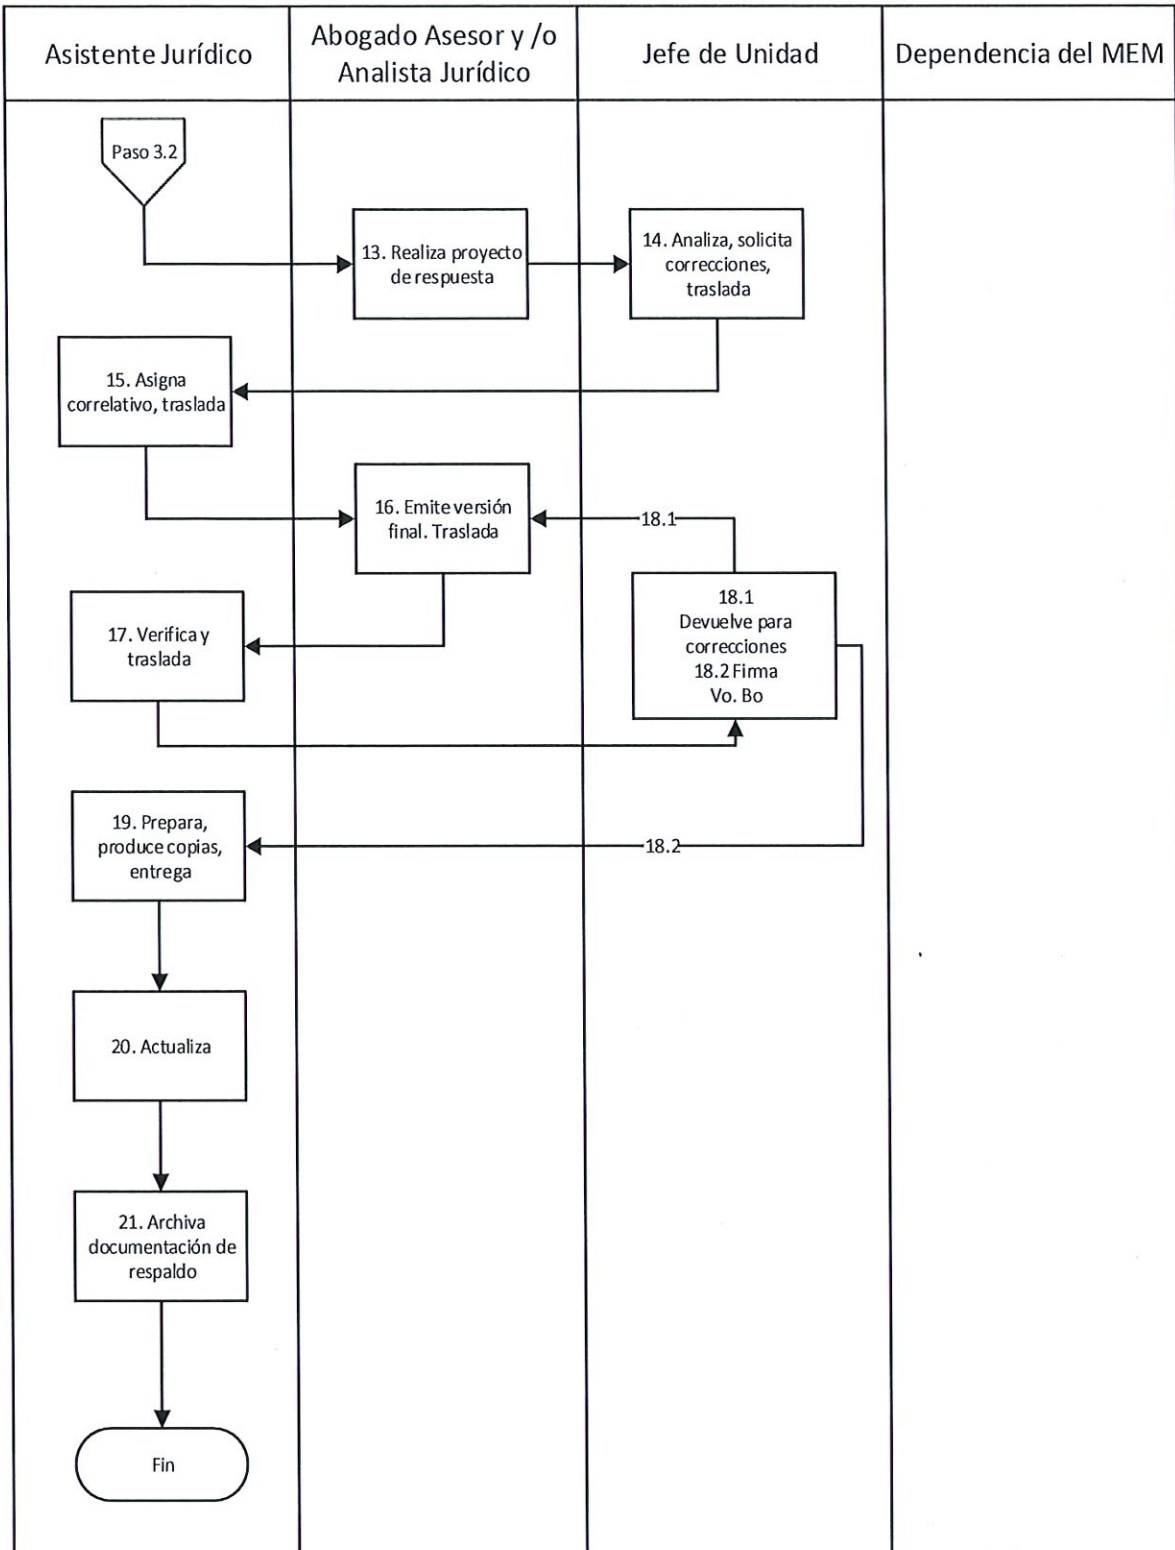 Asistente Jurídico
Abogado Asesor y /o
Analista Jurídico
Jefe de Unidad
Dependencia del MEM
Paso 3.2
13. Realiza proyecto
de respuesta
14. Analiza, solicita
correcciones,
traslada
15. Asigna
correlativo, traslada
16. Emite versión
final. Traslada
18.1
17. Verifica y
traslada
18.1
Devuelve para
correcciones
18.2 Firma
Vo. Bo
19. Prepara,
produce copias,
entrega
18.2
20. Actualiza
21. Archiva
documentación de
respaldo
Fin